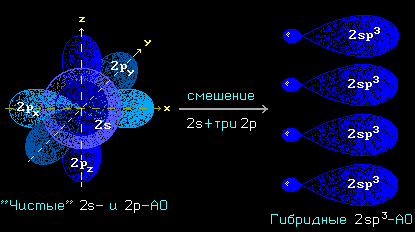 z
y
2pY
2px
2s
x
2pz
смешение
2s+три 2p
2sp³
2sp³
2sp³
2sp³
"Чистые" 2s- и 2p-АО
Гибридные 2sp³-АО